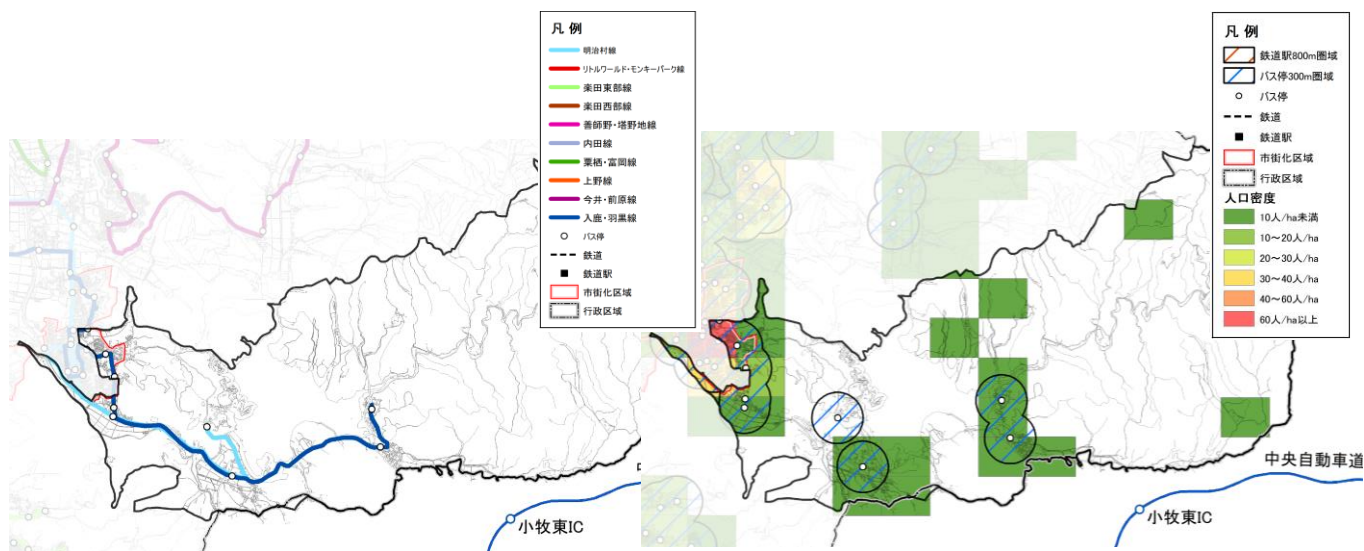 凡 例
明治村線
リトルワールド・モンキーパーク線
楽田東部線
楽田西部線
善師野・塔野地線
内田線
栗栖・富岡線
上野線
今井・前原線
入鹿・羽黒線
バス停
鉄道
鉄道駅
市街化区域
行政区域
小牧東IC
凡 例
鉄道駅800m圏域
バス停300m圏域
バス停
鉄道
鉄道駅
市街化区域
行政区域
人口密度
10人/ha未満
10～20人/ha
20～30人/ha
30～40人/ha
40～60人/ha
60人/ha以上
中央自動車道
小牧東IC